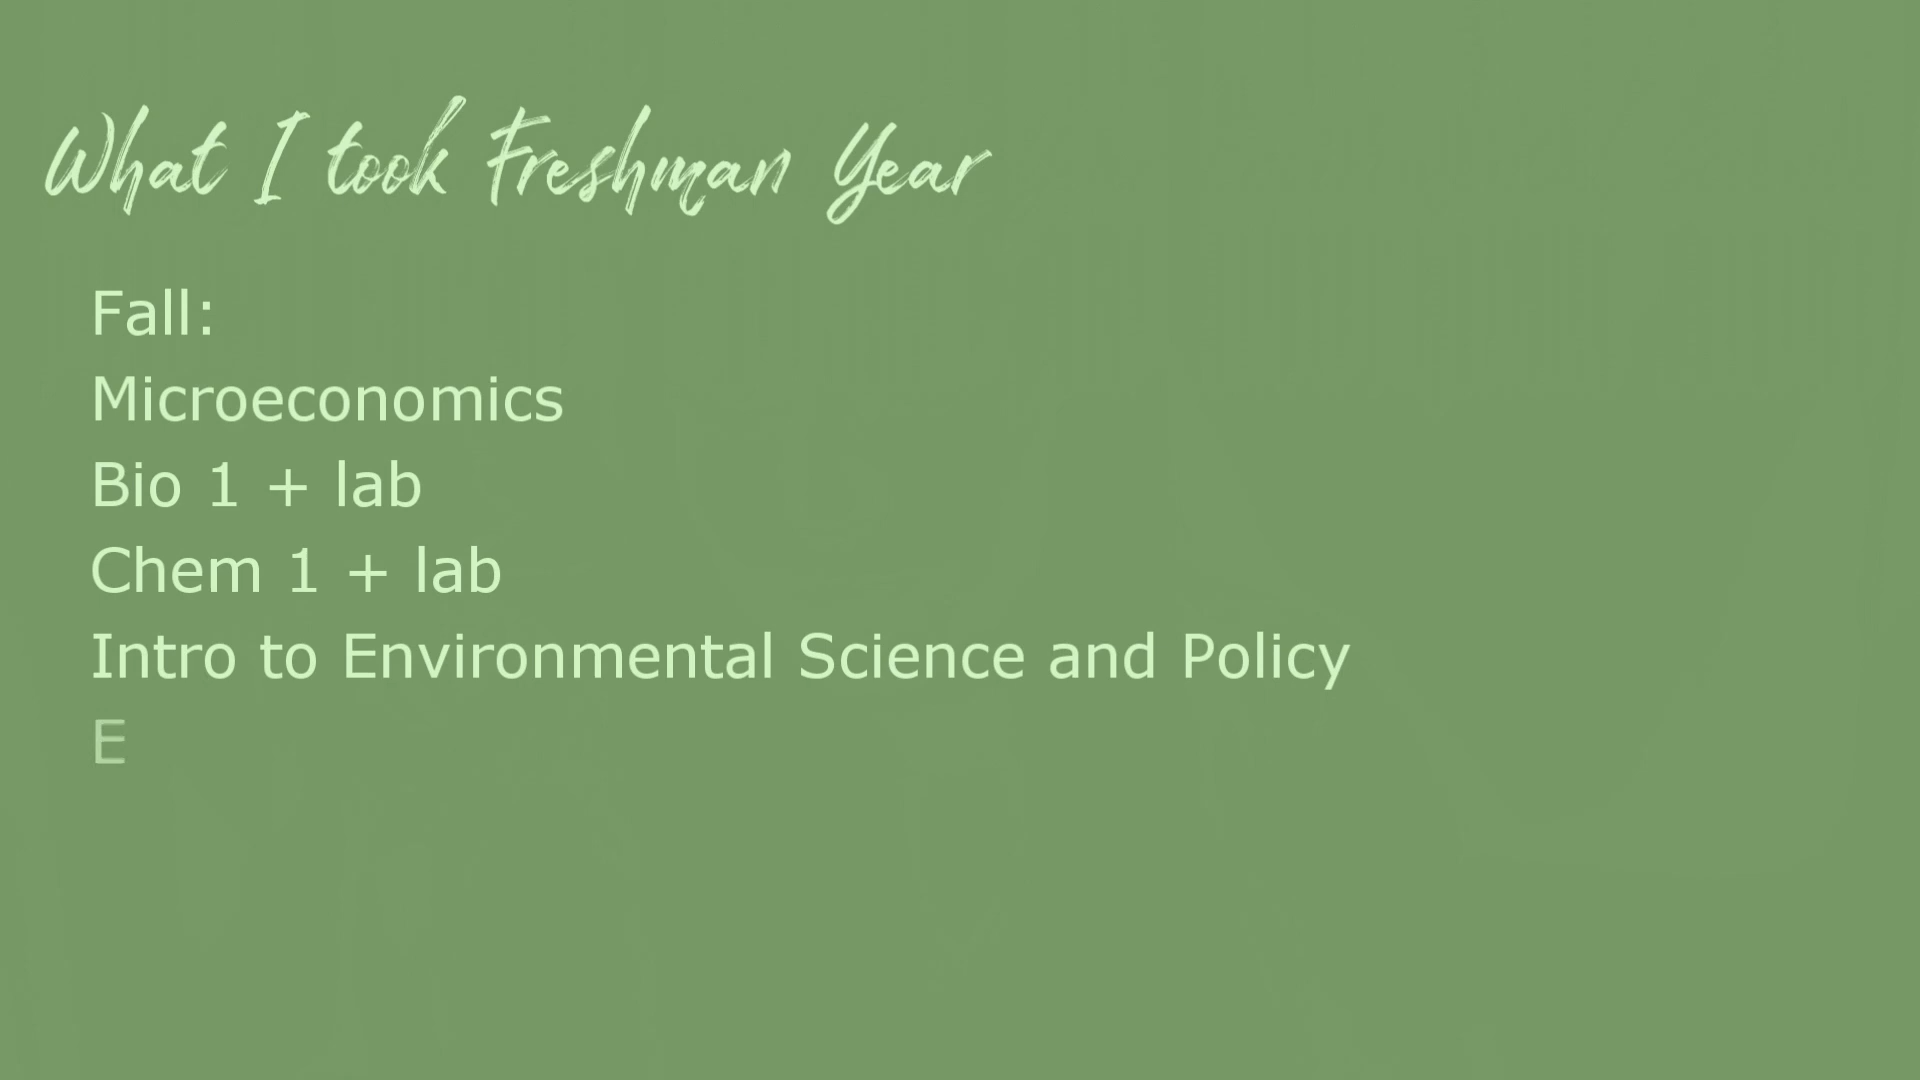 What I took Freshman Year
Fall:
Microeconomics
Bio 1 + lab
Chem 1 + lab
Intro to Environmental Science and Policy
E